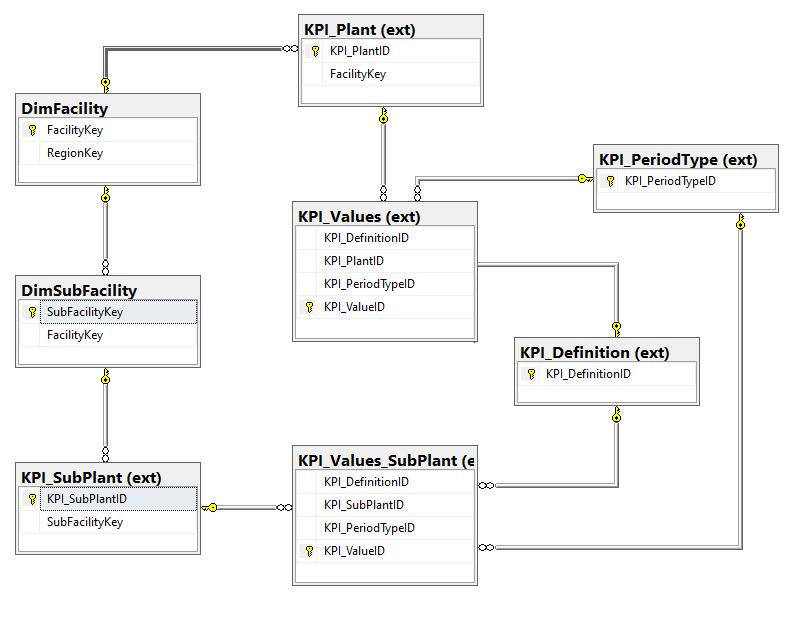 KPI_Plant (ext)
KPI_PlantID
FacilityKey
DimFacility
FacilityKey
RegionKey
KPI_PeriodType (ext)
KPI_PeriodTypeID
KPI_Values (ext)
KPI_DefinitionID
KPI_PlantID
KPI_PeriodTypeID
KPI_ValueID
DimSubFacility
SubFacilityKey
FacilityKey
KPI_Definition (ext)
KPI_DefinitionID
KPI_SubPlant (ext)
KPI_SubPlantID
SubFacilityKey
KPI_Values_SubPlant (e
KPI_DefinitionID
KPI_SubPlantID
KPI_PeriodTypeID
KPI_ValueID